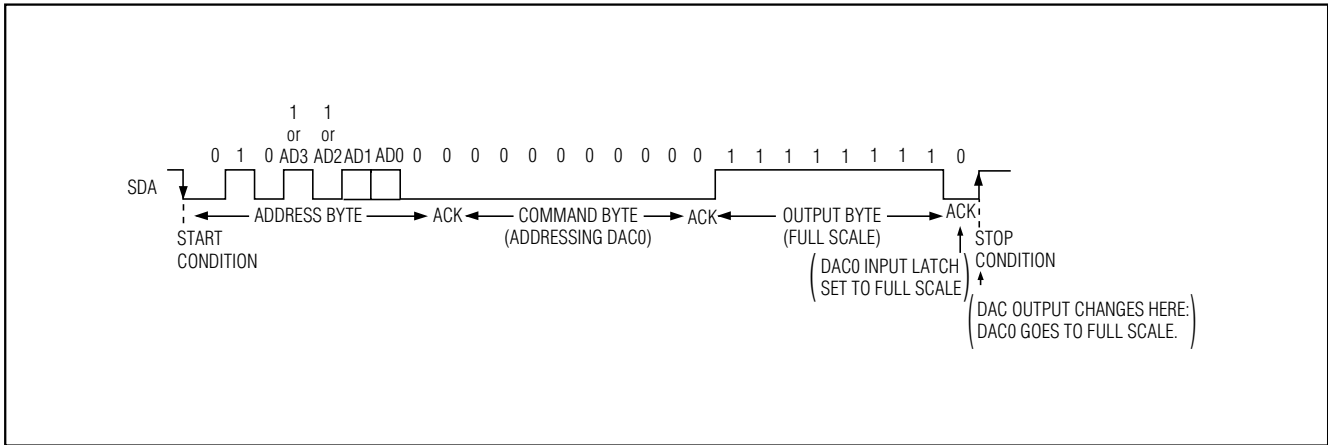 1 1
or or
0 1 0 AD3 AD2 AD1 AD0 0 0 0 0 0 0 0 0 0 0 0 1 1 1 1 1 1 1 1 0
SDA
ADDRESS BYTE ACK COMMAND BYTE ACK OUTPUT BYTE ACK
(ADDRESSING DAC0) (FULL SCALE)
START
CONDITION
STOP
CONDITION
(DAC0 INPUT LATCH
SET TO FULL SCALE)
(DAC OUTPUT CHANGES HERE:
DAC0 GOES TO FULL SCALE.)